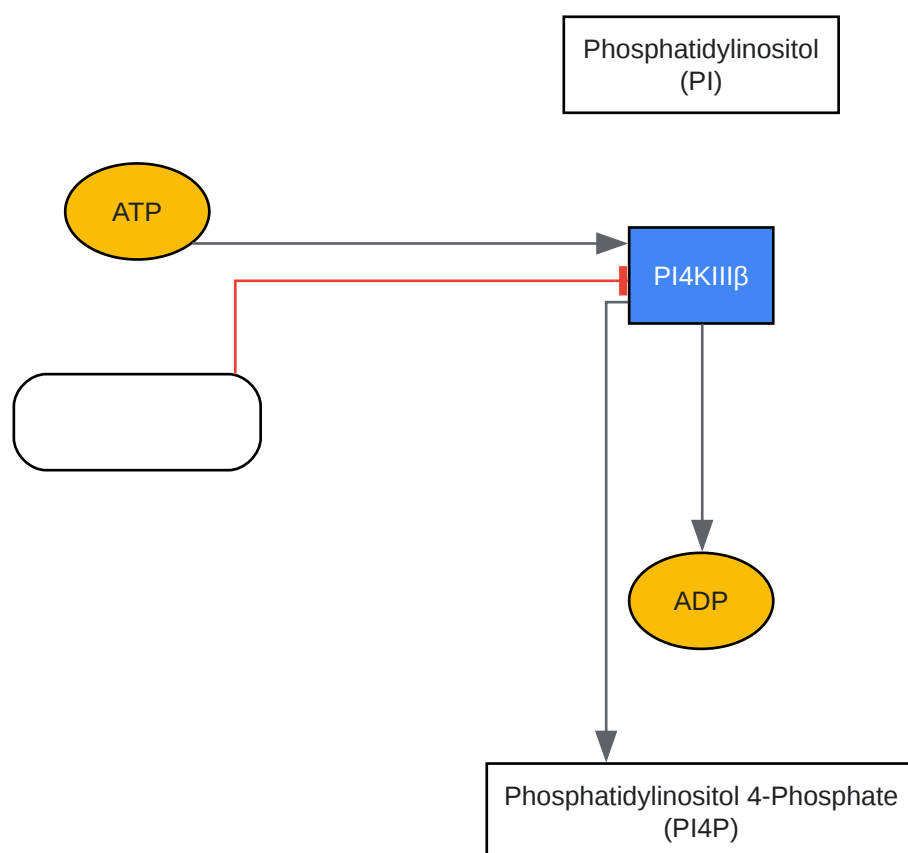 Phosphatidylinositol
(PI)
ATP
PI4KIIIβ
ADP
Phosphatidylinositol 4-Phosphate
(PI4P)